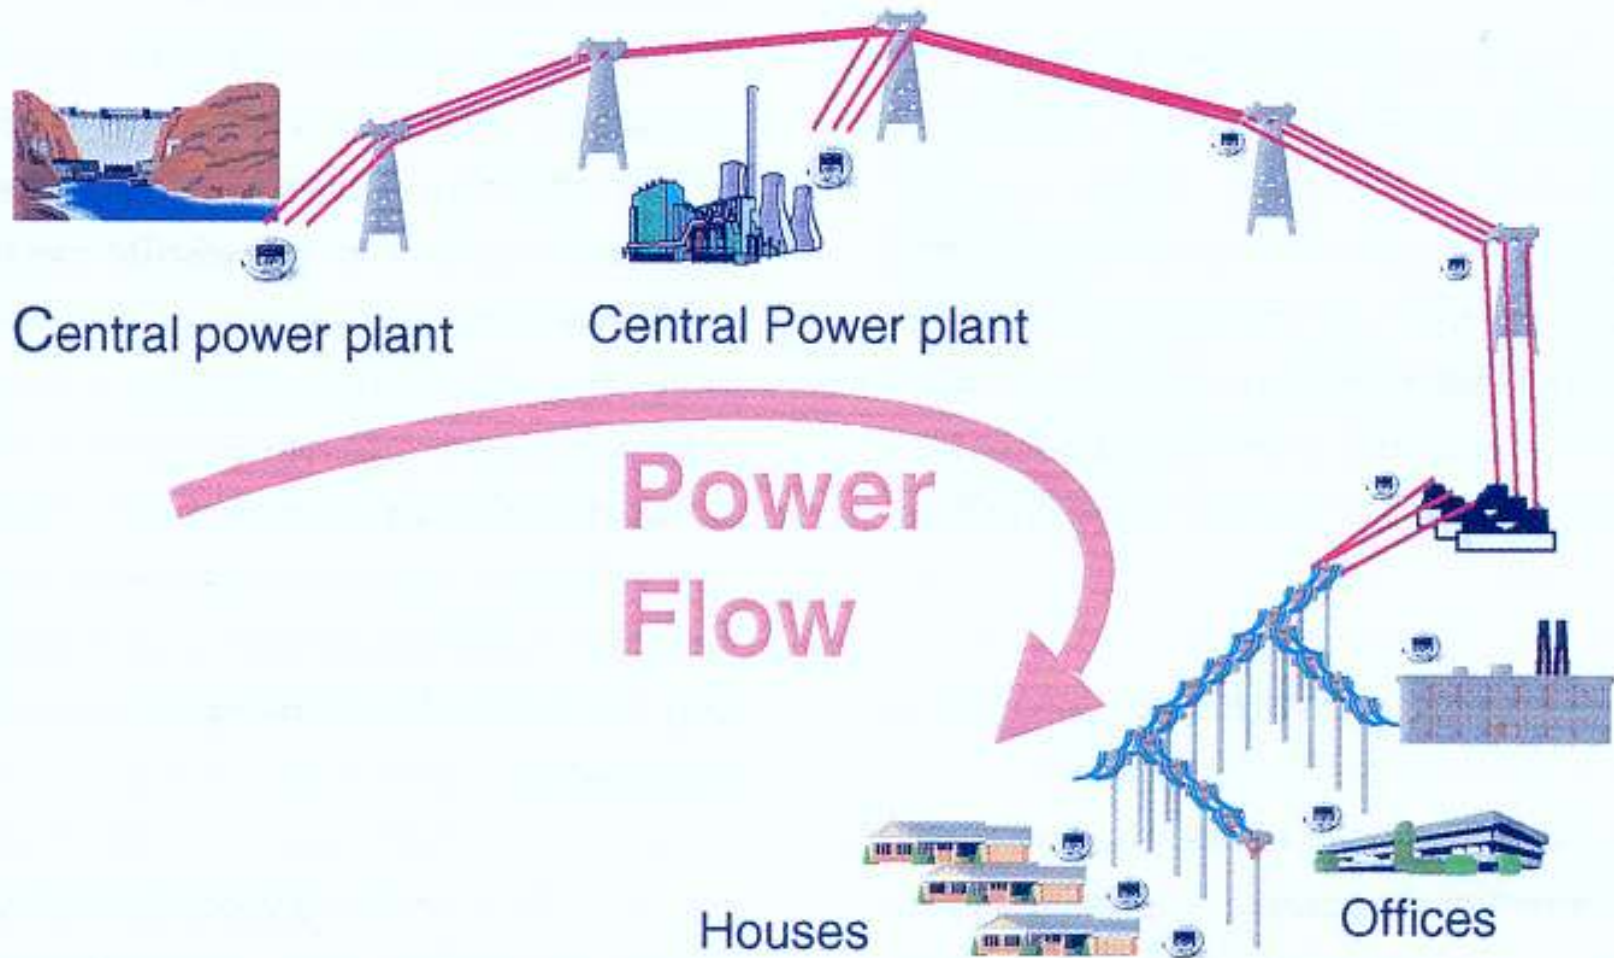 Central power plant
Central Power plant
Power
Flow
Houses
Offices